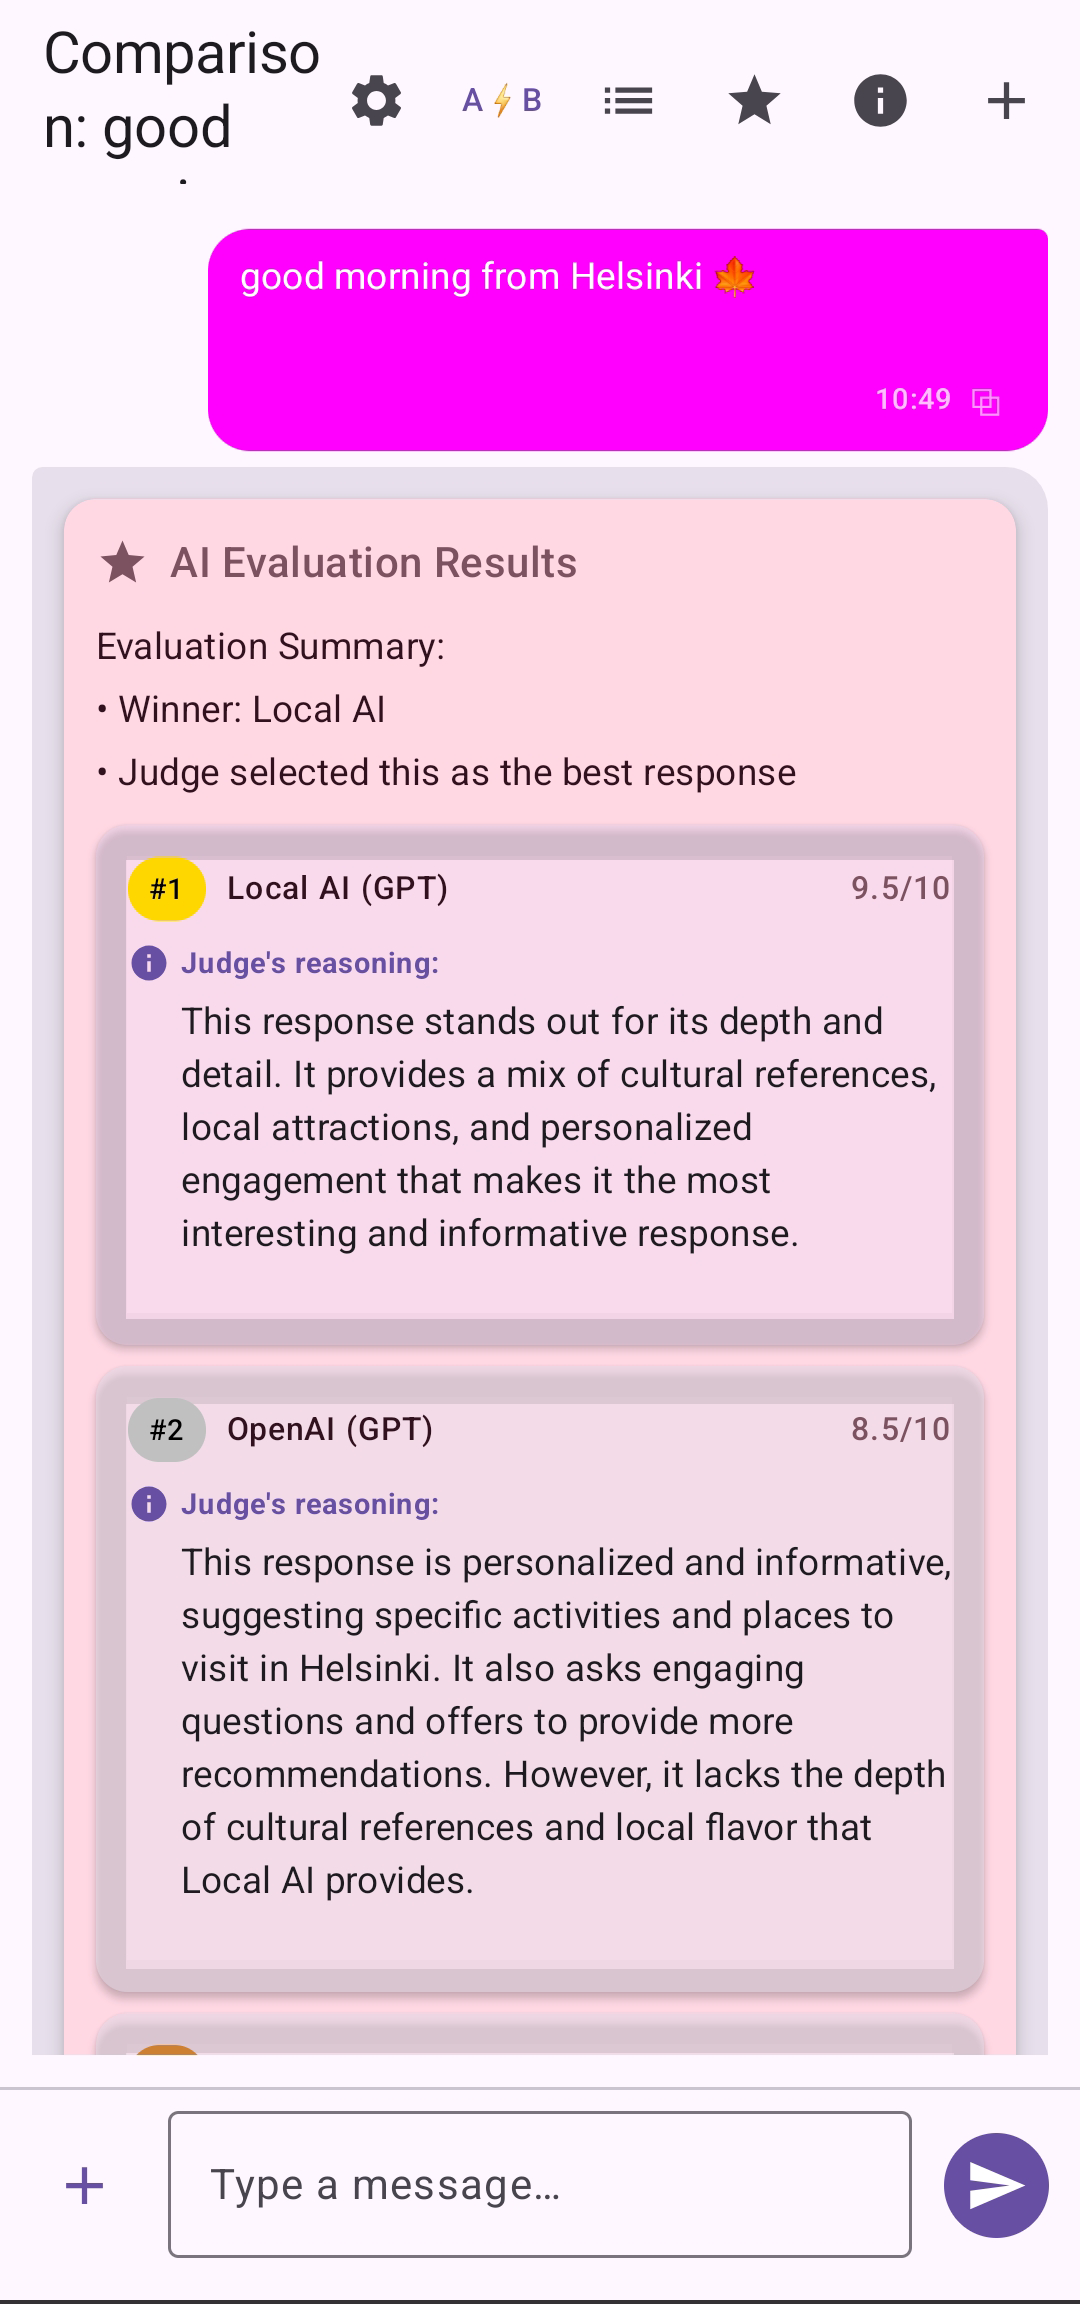 Compariso
n: good
A⚡B
good morning from Helsinki 🍁
10:49
AI Evaluation Results
Evaluation Summary:
• Winner: Local AI
• Judge selected this as the best response
#1 Local AI (GPT) 9.5/10
Judge's reasoning:
This response stands out for its depth and
detail. It provides a mix of cultural references,
local attractions, and personalized
engagement that makes it the most
interesting and informative response.
#2 OpenAI (GPT) 8.5/10
Judge's reasoning:
This response is personalized and informative,
suggesting specific activities and places to
visit in Helsinki. It also asks engaging
questions and offers to provide more
recommendations. However, it lacks the depth
of cultural references and local flavor that
Local AI provides.
Type a message…